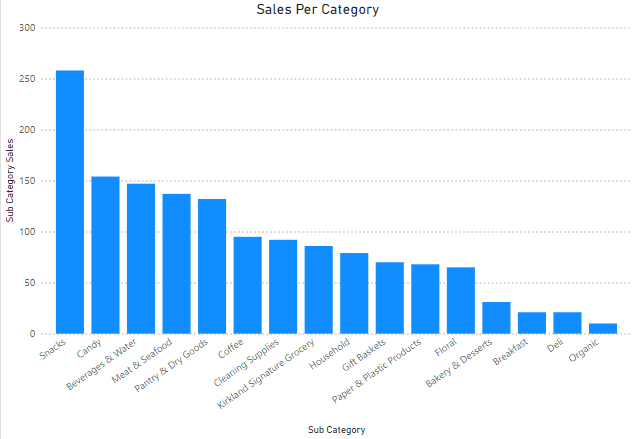 Sales Per Category
300
250
200
150
100
50
0
Sub Category Sales
Snacks
Candy
Beverages & Water
Meat & Seafood
Pantry & Dry Goods
Coffee
Cleaning Supplies
Kirkland Signature Grocery
Household
Gift Baskets
Paper & Plastic Products
Floral
Bakery & Desserts
Breakfast
Deli
Organic
Sub Category